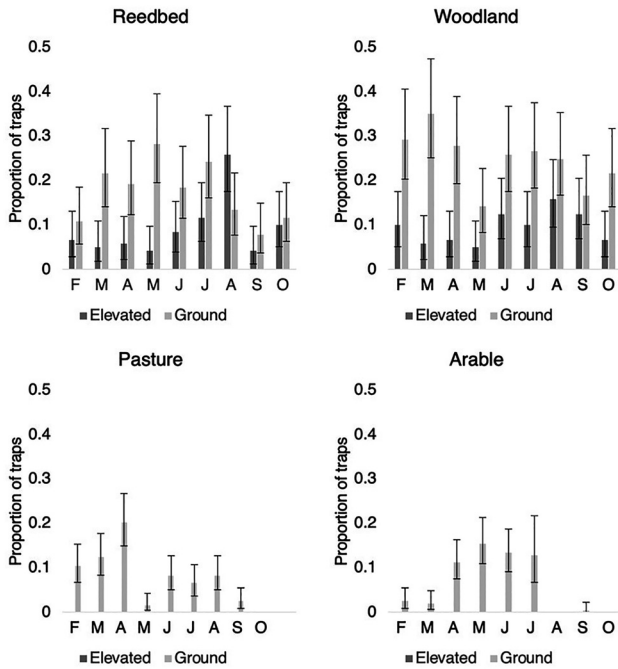 Reedbed
0.5
0.4
0.3
0.2
0.1
0
Proportion of traps
F M A M J J A S O
Elevated Ground
Woodland
0.5
0.4
0.3
0.2
0.1
0
Proportion of traps
F M A M J J A S O
Elevated Ground
Pasture
0.5
0.4
0.3
0.2
0.1
0
Proportion of traps
F M A M J J A S O
Elevated Ground
Arable
0.5
0.4
0.3
0.2
0.1
0
Proportion of traps
F M A M J J A S O
Elevated Ground